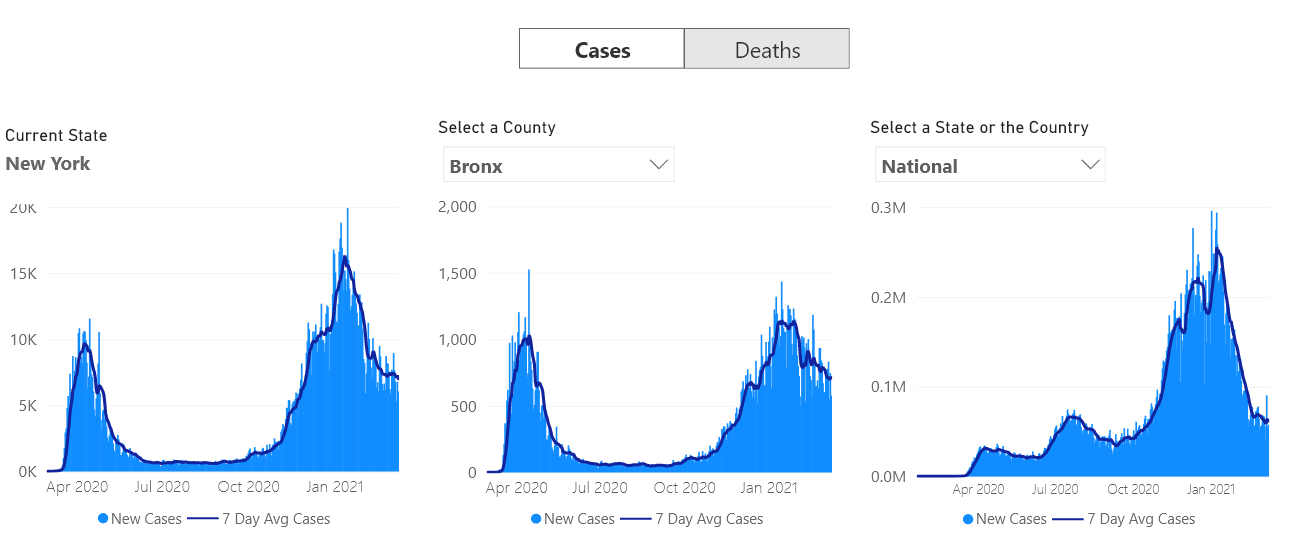 Cases Deaths
Current State
New York
Select a County
Bronx
Select a State or the Country
National
20K
15K
10K
5K
0K
Apr 2020 Jul 2020 Oct 2020 Jan 2021
New Cases 7 Day Avg Cases
2,000
1,500
1,000
500
0
Apr 2020 Jul 2020 Oct 2020 Jan 2021
New Cases 7 Day Avg Cases
0.3M
0.2M
0.1M
0.0M
Apr 2020 Jul 2020 Oct 2020 Jan 2021
New Cases 7 Day Avg Cases